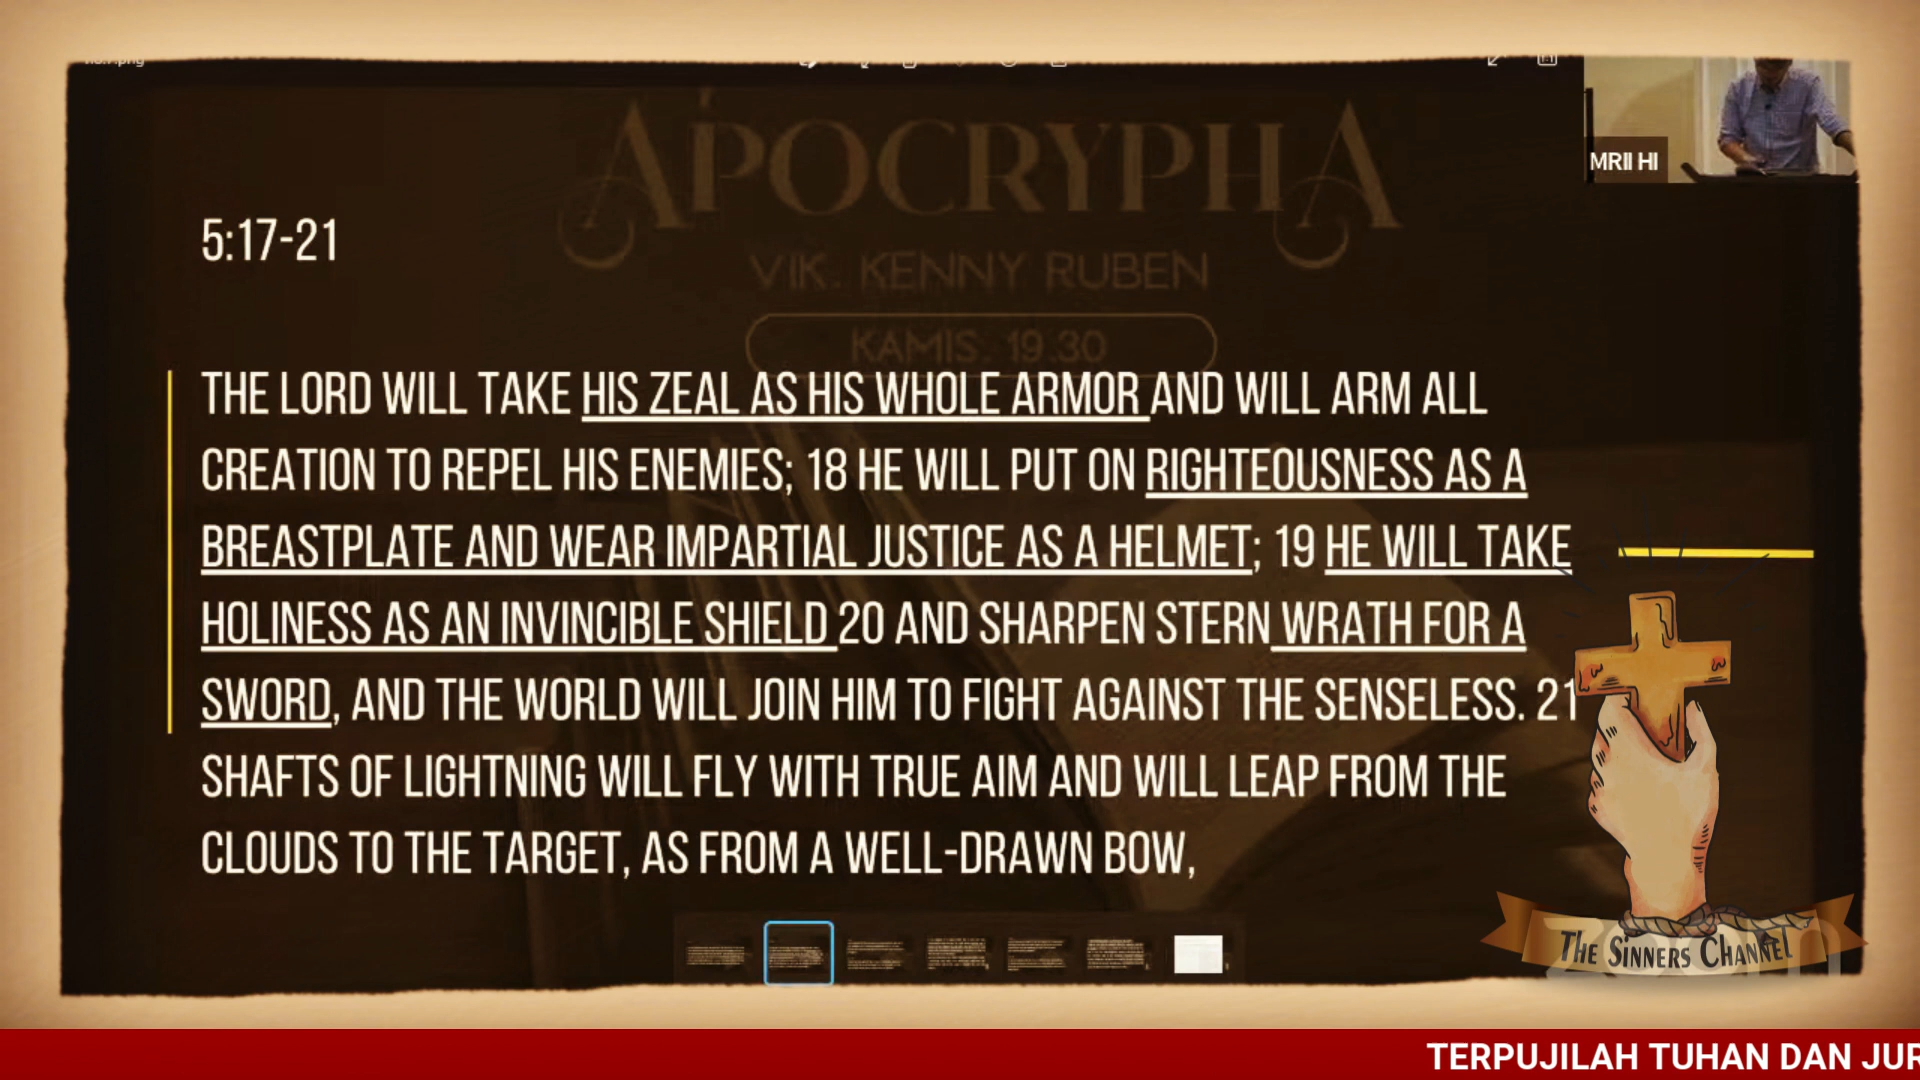 APOCRYPHA
VIK. KENNY RUBEN
KAMIS. 19.30
MRII HI
5:17-21
THE LORD WILL TAKE HIS ZEAL AS HIS WHOLE ARMOR AND WILL ARM ALL
CREATION TO REPEL HIS ENEMIES; 18 HE WILL PUT ON RIGHTEOUSNESS AS A
BREASTPLATE AND WEAR IMPARTIAL JUSTICE AS A HELMET; 19 HE WILL TAKE
HOLINESS AS AN INVINCIBLE SHIELD 20 AND SHARPEN STERN WRATH FOR A
SWORD, AND THE WORLD WILL JOIN HIM TO FIGHT AGAINST THE SENSELESS. 21
SHAFTS OF LIGHTNING WILL FLY WITH TRUE AIM AND WILL LEAP FROM THE
CLOUDS TO THE TARGET, AS FROM A WELL-DRAWN BOW,
THE SINNERS CHANNEL
zoom
TERPUJILAH TUHAN DAN JUR